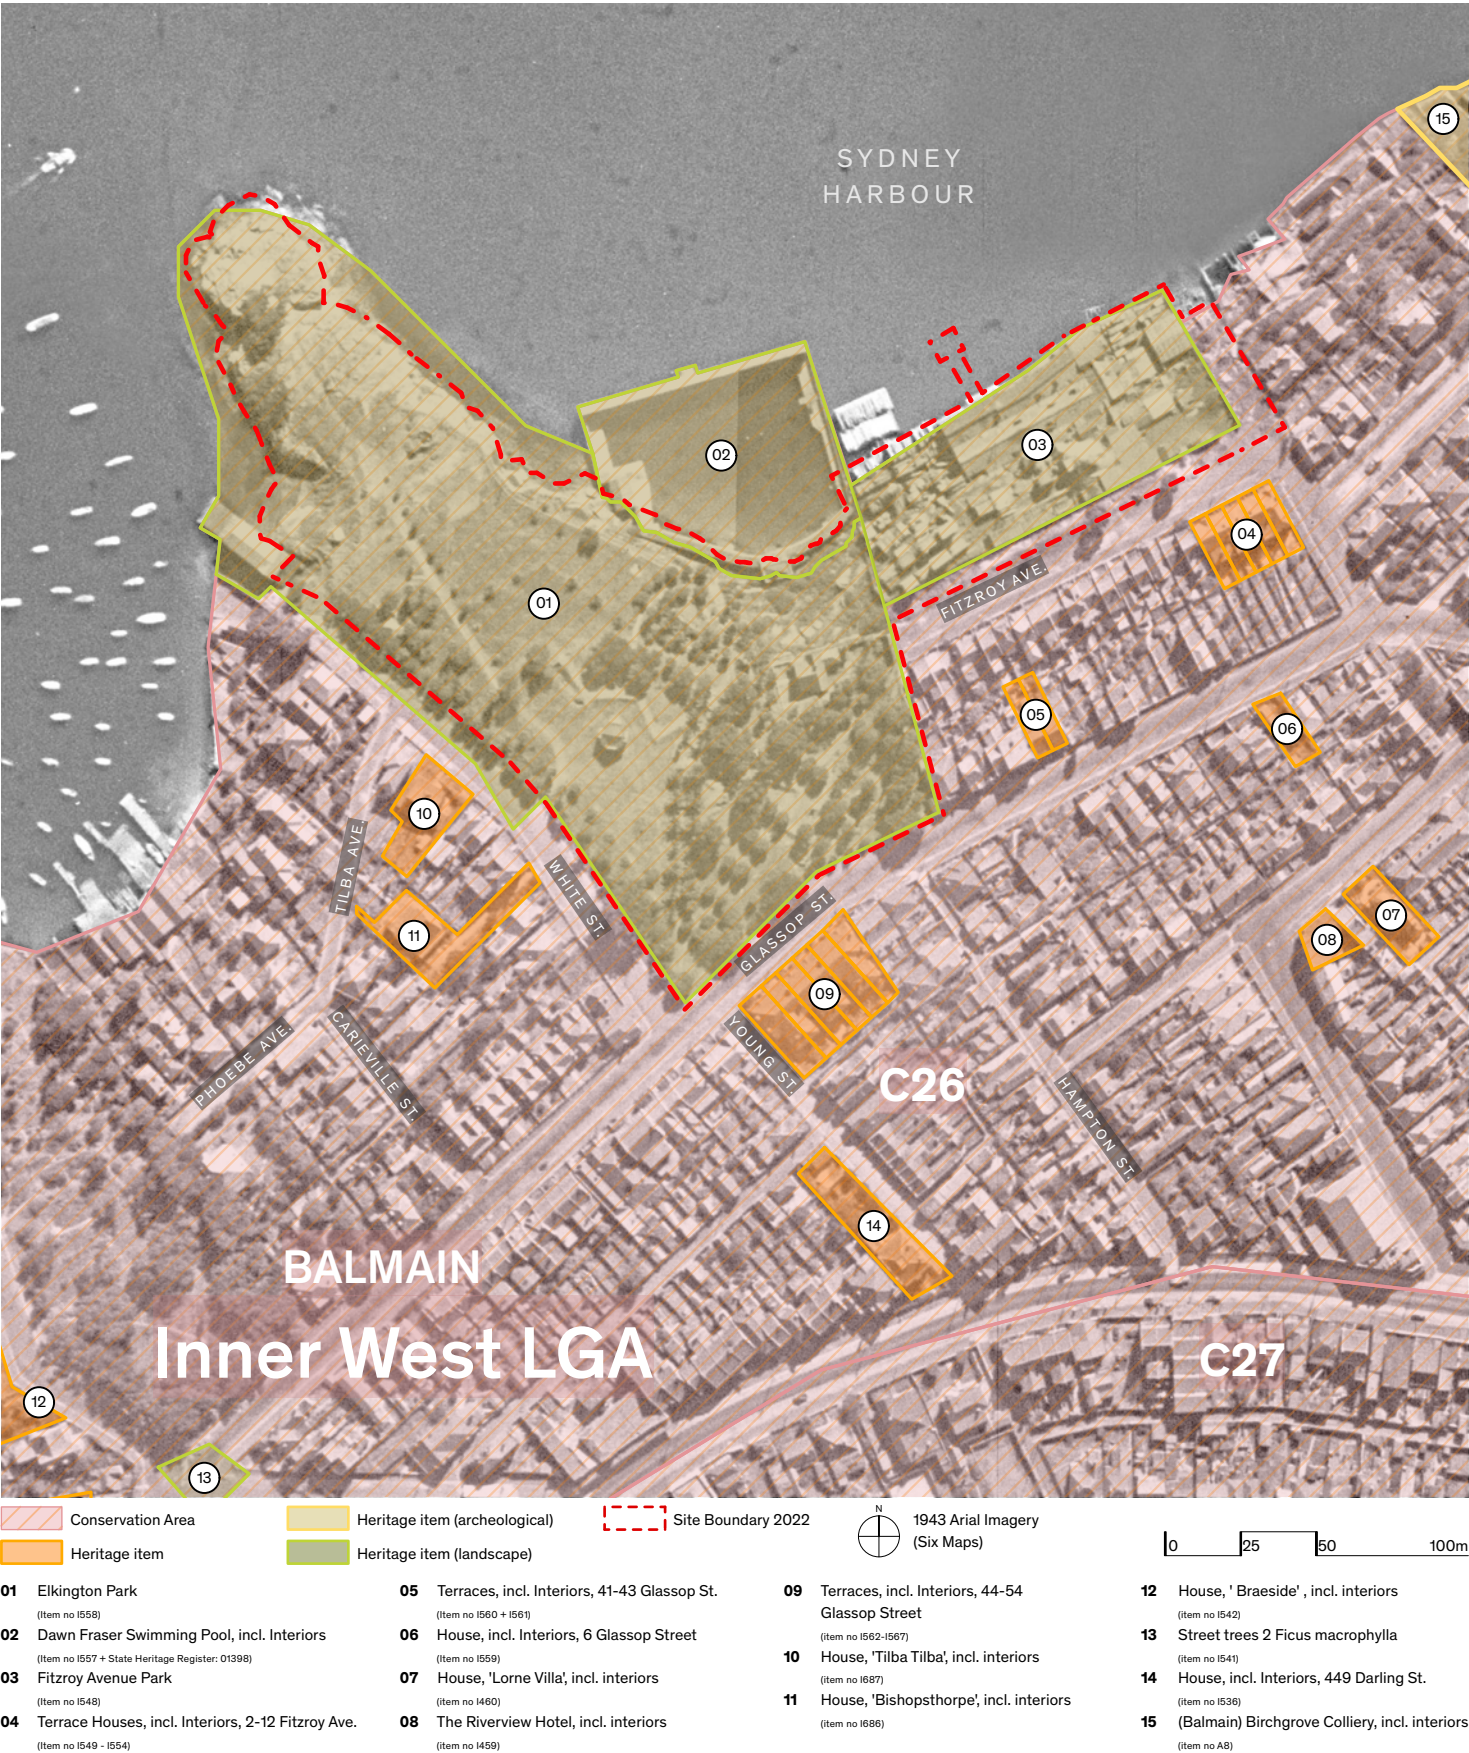 SYDNEY
HARBOUR
15
02
03
04
FITZROY AVE.
01
05
06
10
TILBA AVE.
WHITE ST.
11
GLASSOP ST.
07
08
09
YOUNG ST.
PHOEBE AVE.
CARIEVILLE ST.
C26
HAMPTON ST.
14
BALMAIN
Inner West LGA
C27
12
13
Conservation Area
Heritage item
Heritage item (archeological)
Heritage item (landscape)
Site Boundary 2022
N
1943 Arial Imagery
(Six Maps)
0 25 50 100m
01 Elkington Park
(Item no I558)
02 Dawn Fraser Swimming Pool, incl. Interiors
(Item no I557 + State Heritage Register: 01398)
03 Fitzroy Avenue Park
(Item no I548)
04 Terrace Houses, incl. Interiors, 2-12 Fitzroy Ave.
(Item no I549 - I554)
05 Terraces, incl. Interiors, 41-43 Glassop St.
(Item no I560 + I561)
06 House, incl. Interiors, 6 Glassop Street
(Item no I559)
07 House, 'Lorne Villa', incl. interiors
(item no I460)
08 The Riverview Hotel, incl. interiors
(item no I459)
09 Terraces, incl. Interiors, 44-54
Glassop Street
(item no I562-I567)
10 House, 'Tilba Tilba', incl. interiors
(item no I687)
11 House, 'Bishopsthorpe', incl. interiors
(item no I686)
12 House, ' Braeside' , incl. interiors
(item no I542)
13 Street trees 2 Ficus macrophylla
(item no I541)
14 House, incl. Interiors, 449 Darling St.
(item no I536)
15 (Balmain) Birchgrove Colliery, incl. interiors
(item no A8)